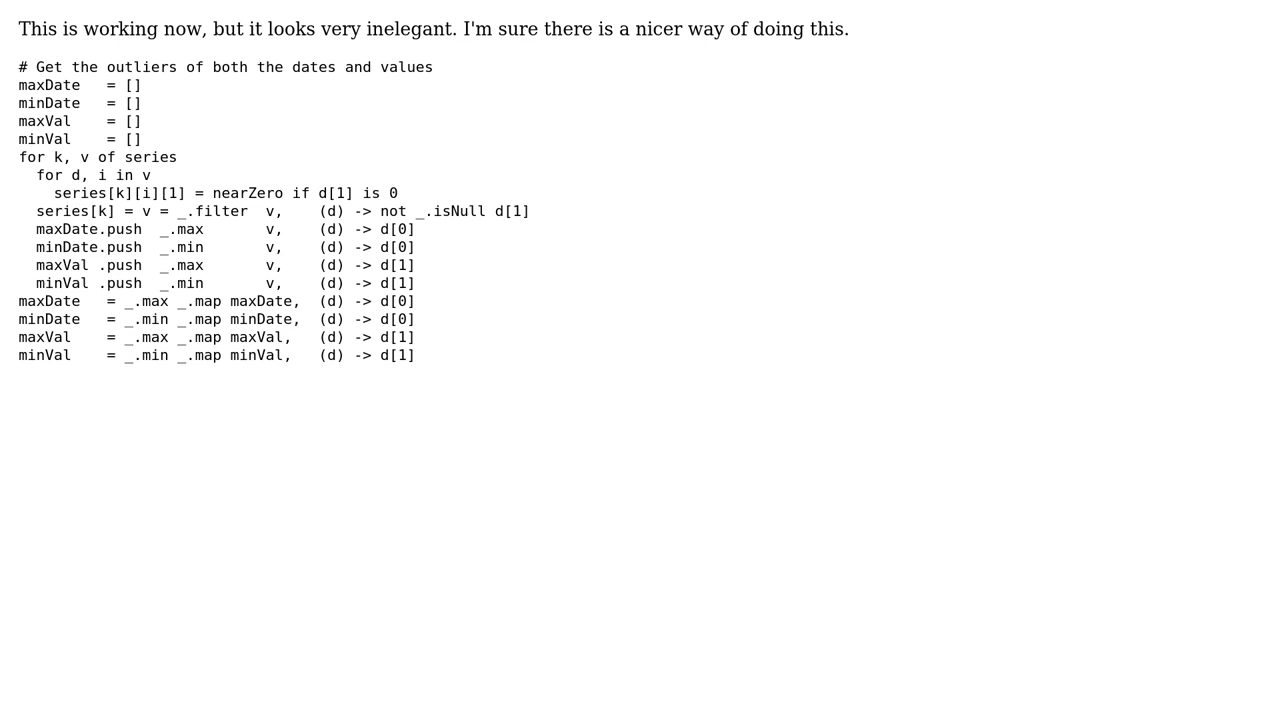 This is working now, but it looks very inelegant. I'm sure there is a nicer way of doing this.
# Get the outliers of both the dates and values
maxDate   = []
minDate   = []
maxVal    = []
minVal    = []
for k, v of series
  for d, i in v
    series[k][i][1] = nearZero if d[1] is 0
  series[k] = v = _.filter  v,    (d) -> not _.isNull d[1]
  maxDate.push  _.max       v,    (d) -> d[0]
  minDate.push  _.min       v,    (d) -> d[0]
  maxVal .push  _.max       v,    (d) -> d[1]
  minVal .push  _.min       v,    (d) -> d[1]
maxDate   = _.max _.map maxDate,  (d) -> d[0]
minDate   = _.min _.map minDate,  (d) -> d[0]
maxVal    = _.max _.map maxVal,   (d) -> d[1]
minVal    = _.min _.map minVal,   (d) -> d[1]